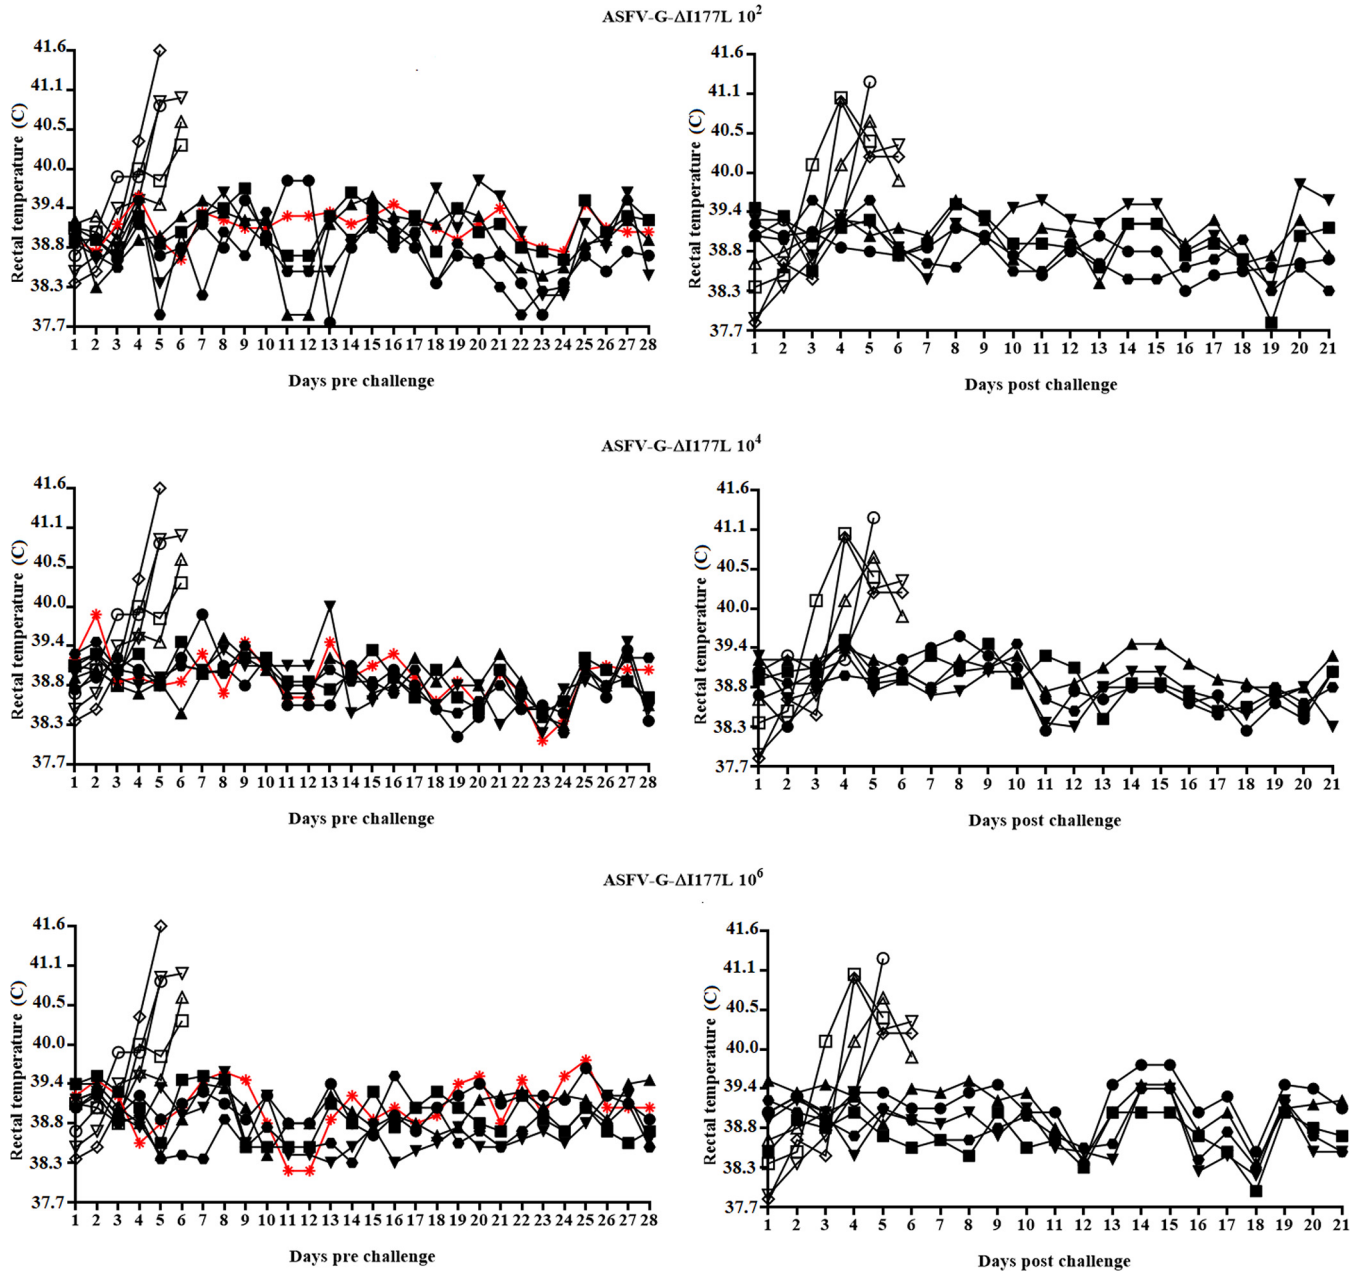 ASFV-G-ΔI177L 10²
Rectal temperature (C)
41.6
41.1
40.5
40.0
39.4
38.8
38.3
37.7
1 2 3 4 5 6 7 8 9 10 11 12 13 14 15 16 17 18 19 20 21 22 23 24 25 26 27 28
Days pre challenge
Rectal temperature (C)
41.6
41.1
40.5
40.0
39.4
38.8
38.3
37.7
1 2 3 4 5 6 7 8 9 10 11 12 13 14 15 16 17 18 19 20 21
Days post challenge
ASFV-G-ΔI177L 10⁴
Rectal temperature (C)
41.6
41.1
40.5
40.0
39.4
38.8
38.3
37.7
1 2 3 4 5 6 7 8 9 10 11 12 13 14 15 16 17 18 19 20 21 22 23 24 25 26 27 28
Days pre challenge
Rectal temperature (C)
41.6
41.1
40.5
40.0
39.4
38.8
38.3
37.7
1 2 3 4 5 6 7 8 9 10 11 12 13 14 15 16 17 18 19 20 21
Days post challenge
ASFV-G-ΔI177L 10⁶
Rectal temperature (C)
41.6
41.1
40.5
40.0
39.4
38.8
38.3
37.7
1 2 3 4 5 6 7 8 9 10 11 12 13 14 15 16 17 18 19 20 21 22 23 24 25 26 27 28
Days pre challenge
Rectal temperature (C)
41.6
41.1
40.5
40.0
39.4
38.8
38.3
37.7
1 2 3 4 5 6 7 8 9 10 11 12 13 14 15 16 17 18 19 20 21
Days post challenge